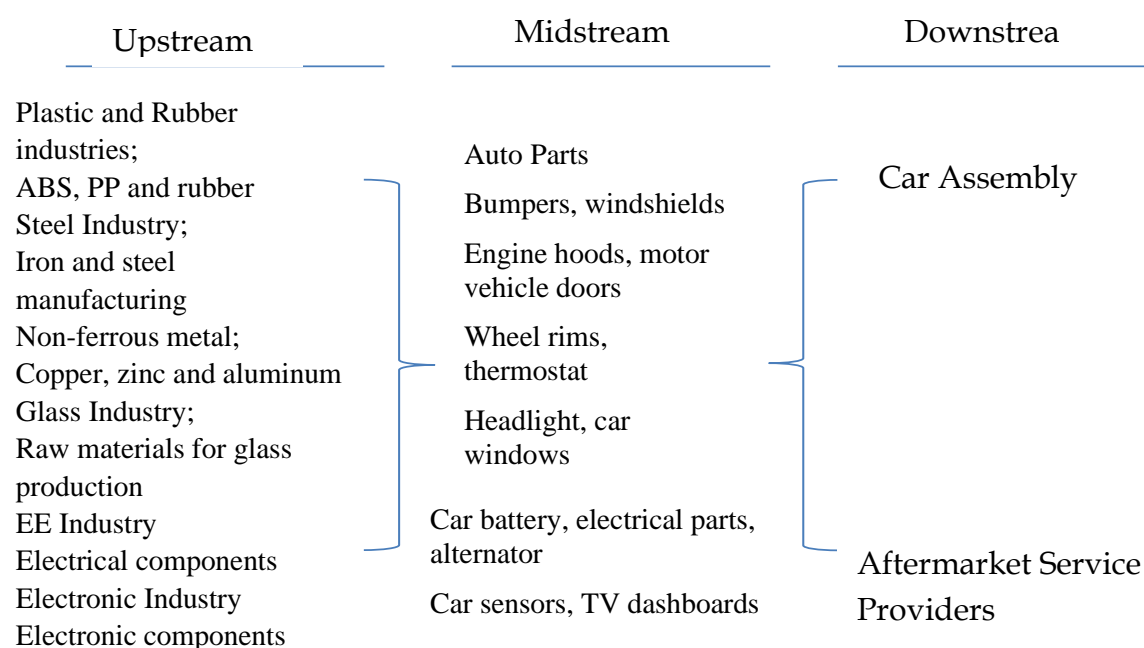 Upstream
Midstream
Downstrea
Plastic and Rubber
industries;
ABS, PP and rubber
Steel Industry;
Iron and steel
manufacturing
Non-ferrous metal;
Copper, zinc and aluminum
Glass Industry;
Raw materials for glass
production
EE Industry
Electrical components
Electronic Industry
Electronic components
Auto Parts
Bumpers, windshields
Engine hoods, motor
vehicle doors
Wheel rims,
thermostat
Headlight, car
windows
Car battery, electrical parts,
alternator
Car sensors, TV dashboards
Car Assembly
Aftermarket Service
Providers